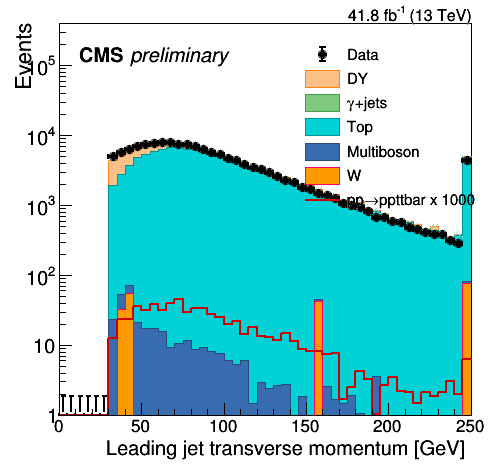 41.8 fb⁻¹ (13 TeV)
Events
CMS preliminary
Data
DY
γ+jets
Top
Multiboson
W
pp→ppttbar x 1000
10⁵
10⁴
10³
10²
10
1
0 50 100 150 200 250
Leading jet transverse momentum [GeV]